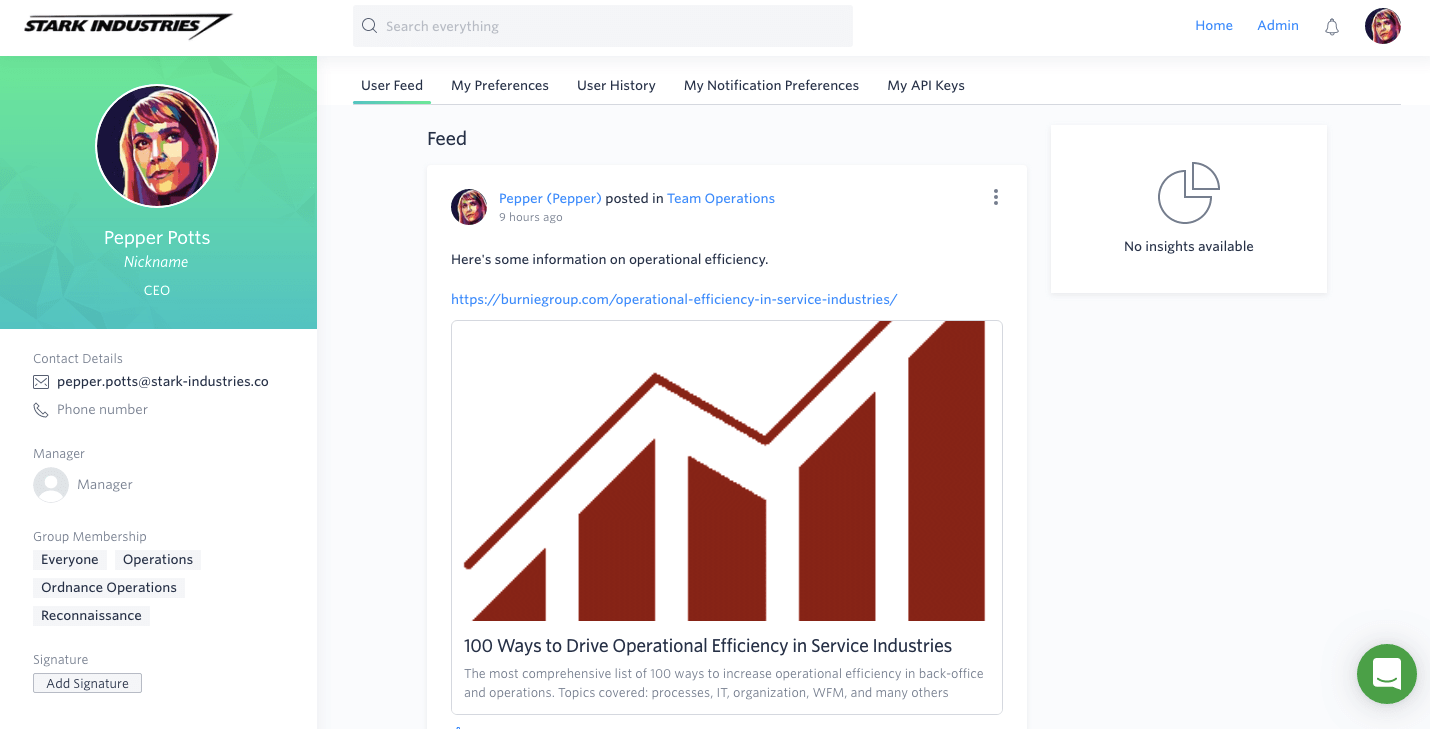 STARK INDUSTRIES
Search everything
Home
Admin
Pepper Potts
Nickname
CEO
Contact Details
pepper.potts@stark-industries.co
Phone number
Manager
Manager
Group Membership
Everyone
Operations
Ordnance Operations
Reconnaissance
Signature
Add Signature
User Feed
My Preferences
User History
My Notification Preferences
My API Keys
Feed
Pepper (Pepper) posted in Team Operations
9 hours ago
Here's some information on operational efficiency.
https://burniegroup.com/operational-efficiency-in-service-industries/
100 Ways to Drive Operational Efficiency in Service Industries
The most comprehensive list of 100 ways to increase operational efficiency in back-office
and operations. Topics covered: processes, IT, organization, WFM, and many others
No insights available